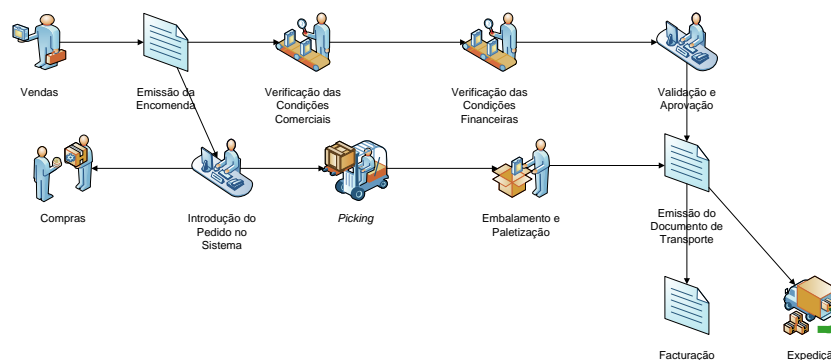 Vendas
Emissão da
Encomenda
Verificação das
Condições
Comerciais
Verificação das
Condições
Financeiras
Validação e
Aprovação
Compras
Introdução do
Pedido no
Sistema
Picking
Embalamento e
Paletização
Emissão do
Documento de
Transporte
Facturação
Expediçã